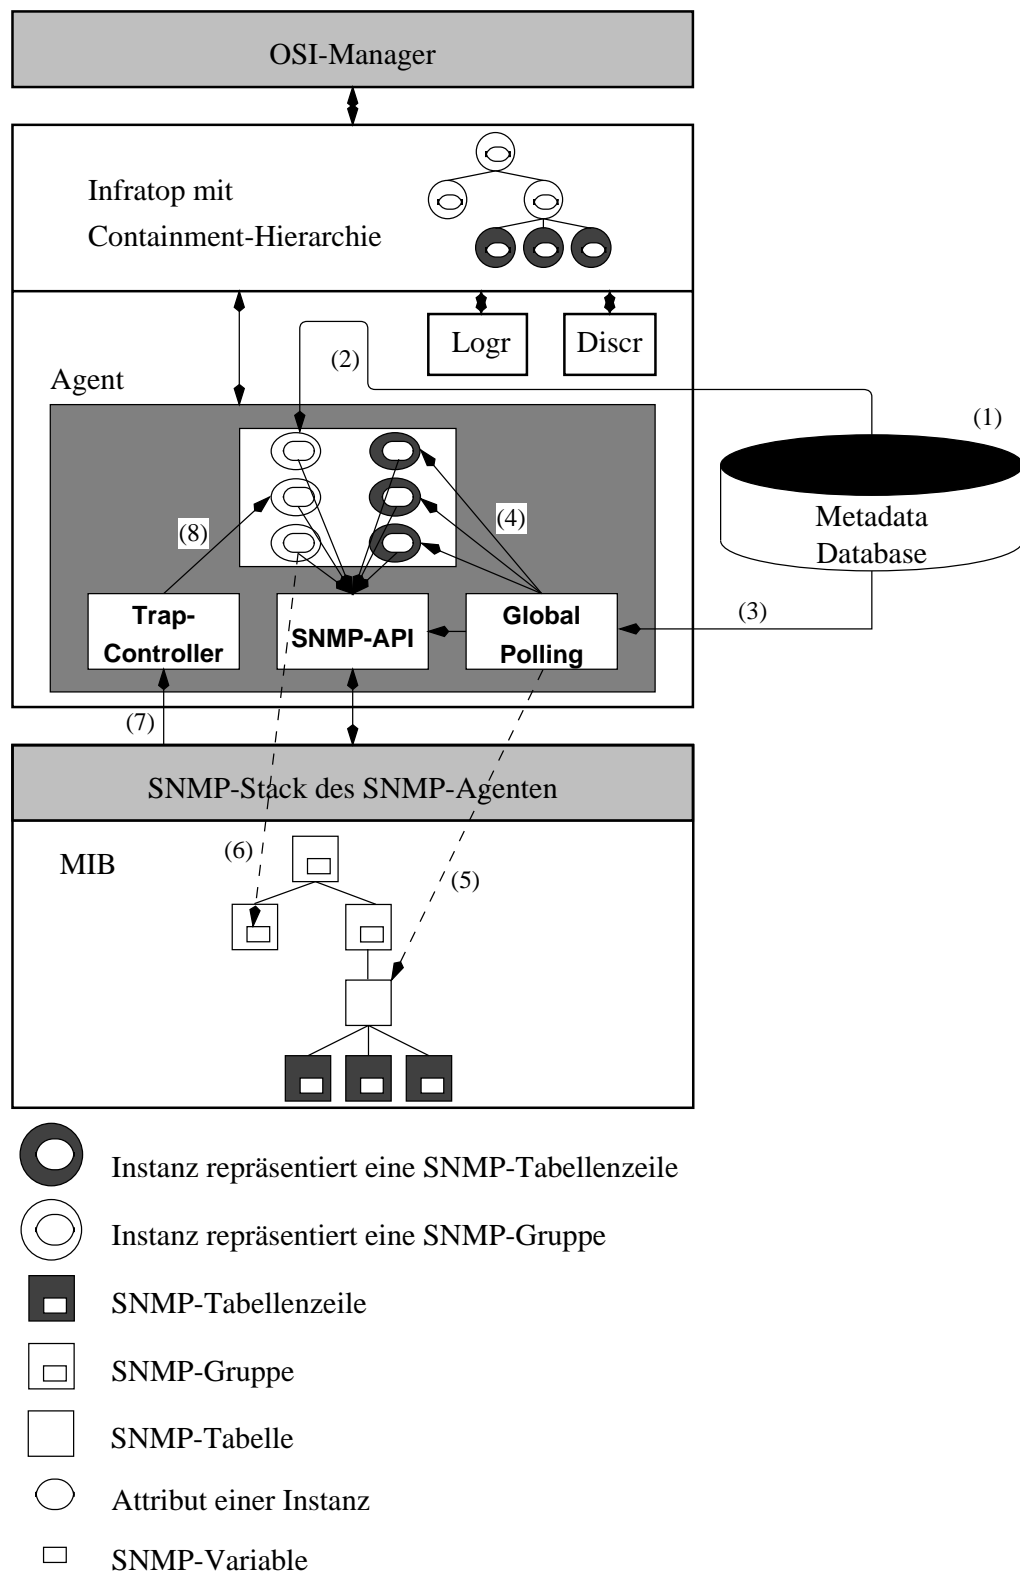 OSI-Manager
Infratop mit
Containment-Hierarchie
Logr
Discr
(2)
Agent
(1)
(4)
(8)
Metadata
Database
Trap-
Controller
SNMP-API
Global
Polling
(3)
(7)
SNMP-Stack des SNMP-Agenten
MIB
(6)
(5)
Instanz repräsentiert eine SNMP-Tabellenzeile
Instanz repräsentiert eine SNMP-Gruppe
SNMP-Tabellenzeile
SNMP-Gruppe
SNMP-Tabelle
Attribut einer Instanz
SNMP-Variable